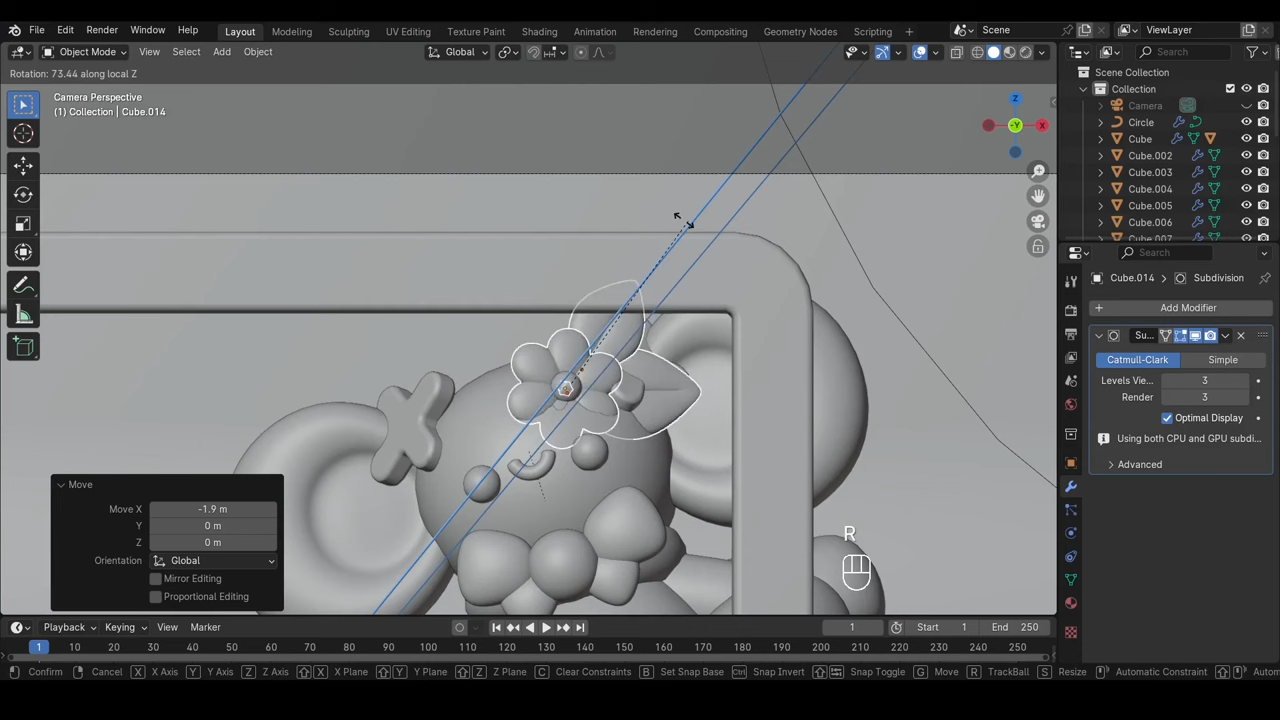 File Edit Render Window Help Layout Modeling Sculpting UV Editing Texture Paint Shading Animation Rendering Compositing Geometry Nodes Scripting Scene ViewLayer
Object Mode View Select Add Object Global Search
Rotation: 73.44 along local Z
Scene Collection
Collection
Camera Perspective
(1) Collection | Cube.014
Camera
Circle
Cube
Cube.002
Cube.003
Cube.004
Cube.005
Cube.006
Cube.007
Search
Cube.014 Subdivision
Add Modifier
Su...
Catmull-Clark Simple
Levels Vie... 3
Render 3
Optimal Display
Using both CPU and GPU subdi...
Advanced
Z
-Y
X
Move
Move X -1.9 m
Y 0 m
Z 0 m
Orientation Global
Mirror Editing
Proportional Editing
R
Playback Keying View Marker 1 Start 1 End 250
1 10 20 30 40 50 60 70 80 90 100 110 120 130 140 150 160 170 180 190 200 210 220 230 240 250
Confirm Cancel X X Axis Y Y Axis Z Z Axis X X Plane Y Y Plane Z Z Plane C Clear Constraints B Set Snap Base Ctrl Snap Invert Snap Toggle G Move R TrackBall S Resize Automatic Constraint Automatic C